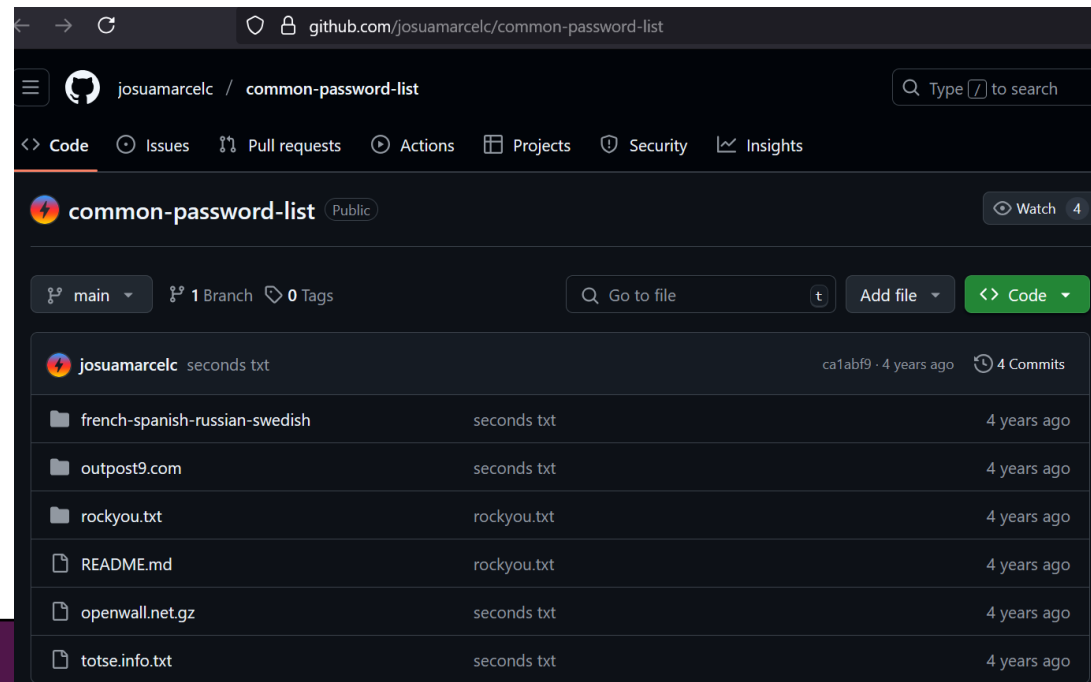 github.com/josuamarcelc/common-password-list
josuamarcelc / common-password-list
Type / to search
Code Issues Pull requests Actions Projects Security Insights
common-password-list Public
Watch 4
main 1 Branch 0 Tags Go to file t Add file Code
josuamarcelc seconds txt ca1abf9 · 4 years ago 4 Commits
french-spanish-russian-swedish seconds txt 4 years ago
outpost9.com seconds txt 4 years ago
rockyou.txt rockyou.txt 4 years ago
README.md rockyou.txt 4 years ago
openwall.net.gz seconds txt 4 years ago
totse.info.txt seconds txt 4 years ago